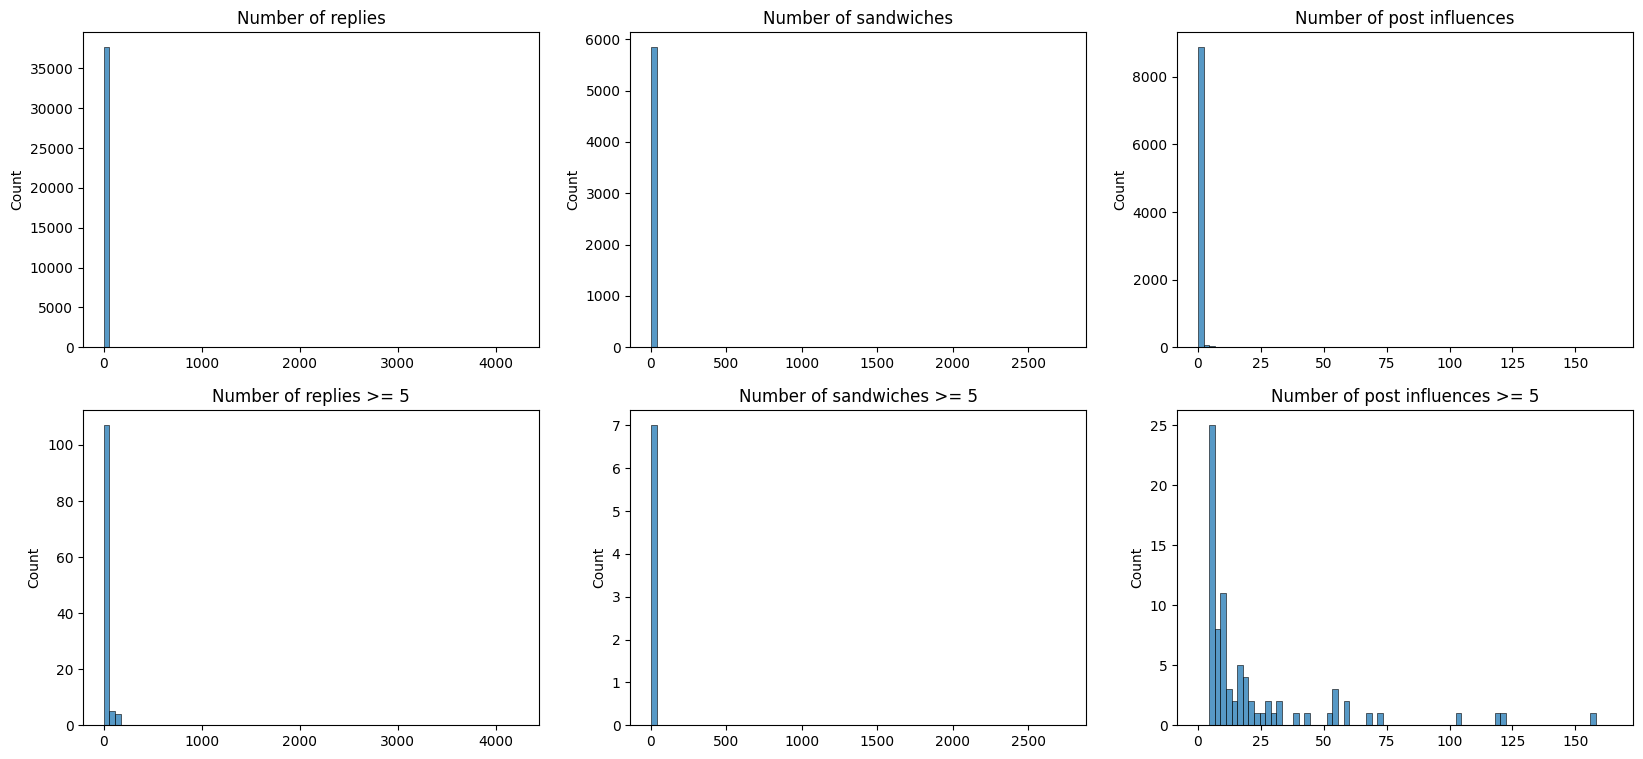 Number of replies
Count
35000
30000
25000
20000
15000
10000
5000
0
0 1000 2000 3000 4000
Number of sandwiches
Count
6000
5000
4000
3000
2000
1000
0
0 500 1000 1500 2000 2500
Number of post influences
Count
8000
6000
4000
2000
0
0 25 50 75 100 125 150
Number of replies >= 5
Count
100
80
60
40
20
0
0 1000 2000 3000 4000
Number of sandwiches >= 5
Count
7
6
5
4
3
2
1
0
0 500 1000 1500 2000 2500
Number of post influences >= 5
Count
25
20
15
10
5
0
0 25 50 75 100 125 150